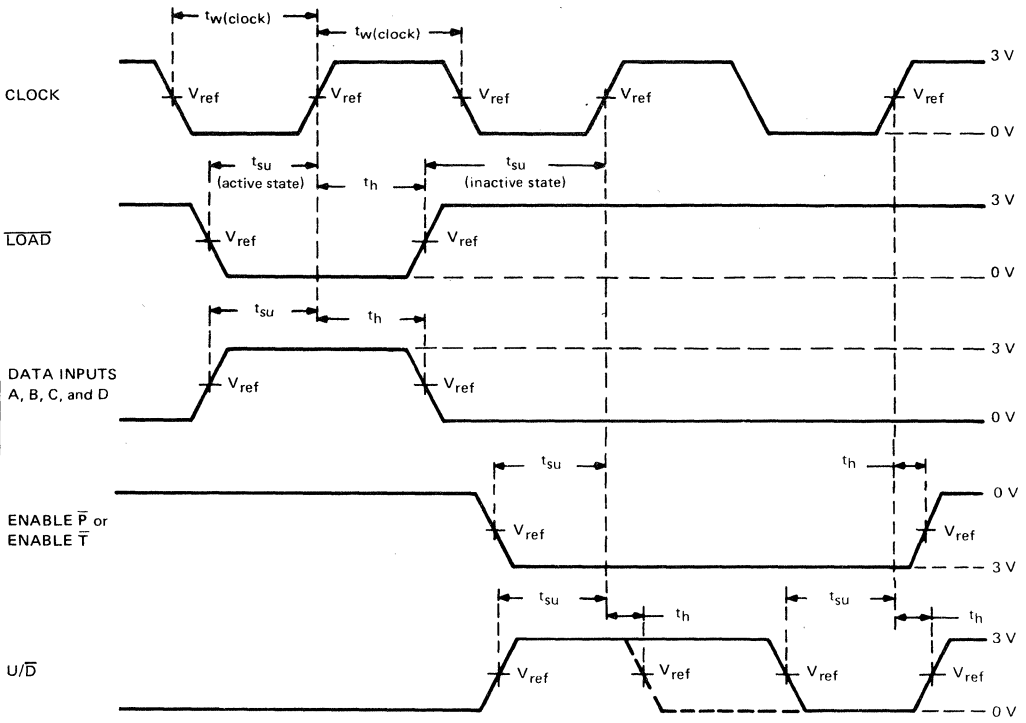 tw(clock)
tw(clock)
3 V
CLOCK
Vref
Vref
Vref
Vref
Vref
0 V
tsu
(active state)
th
tsu
(inactive state)
3 V
LOAD
Vref
Vref
0 V
tsu
th
3 V
DATA INPUTS
A, B, C, and D
Vref
Vref
0 V
tsu
th
0 V
ENABLE P̅ or
ENABLE T̅
Vref
Vref
3 V
tsu
th
tsu
th
3 V
U/D̅
Vref
Vref
Vref
Vref
0 V